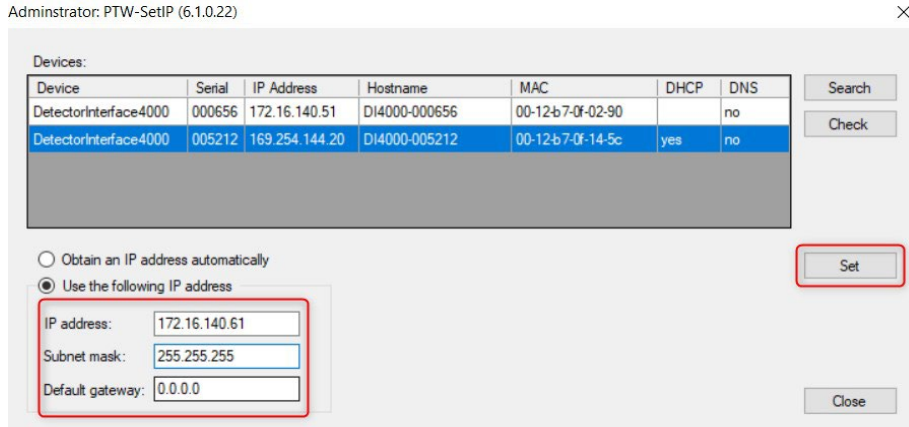 Adminstrator: PTW-SetIP (6.1.0.22)
Devices:
Device Serial IP Address Hostname MAC DHCP DNS
DetectorInterface4000 000656 172.16.140.51 DI4000-000656 00-12-b7-0f-02-90 no
DetectorInterface4000 005212 169.254.144.20 DI4000-005212 00-12-b7-0f-14-5c yes no
Search
Check
Obtain an IP address automatically
Use the following IP address
Set
IP address: 172.16.140.61
Subnet mask: 255.255.255
Default gateway: 0.0.0.0
Close